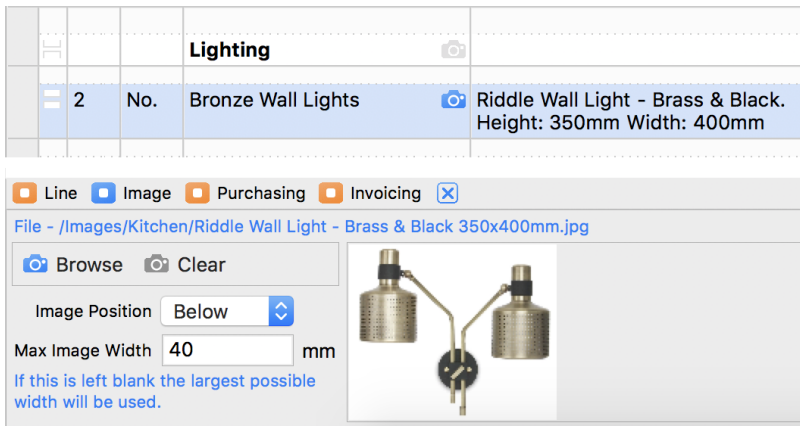 Lighting
2 No. Bronze Wall Lights Riddle Wall Light - Brass & Black.
Height: 350mm Width: 400mm
Line Image Purchasing Invoicing
File - /Images/Kitchen/Riddle Wall Light - Brass & Black 350x400mm.jpg
Browse Clear
Image Position Below
Max Image Width 40 mm
If this is left blank the largest possible
width will be used.